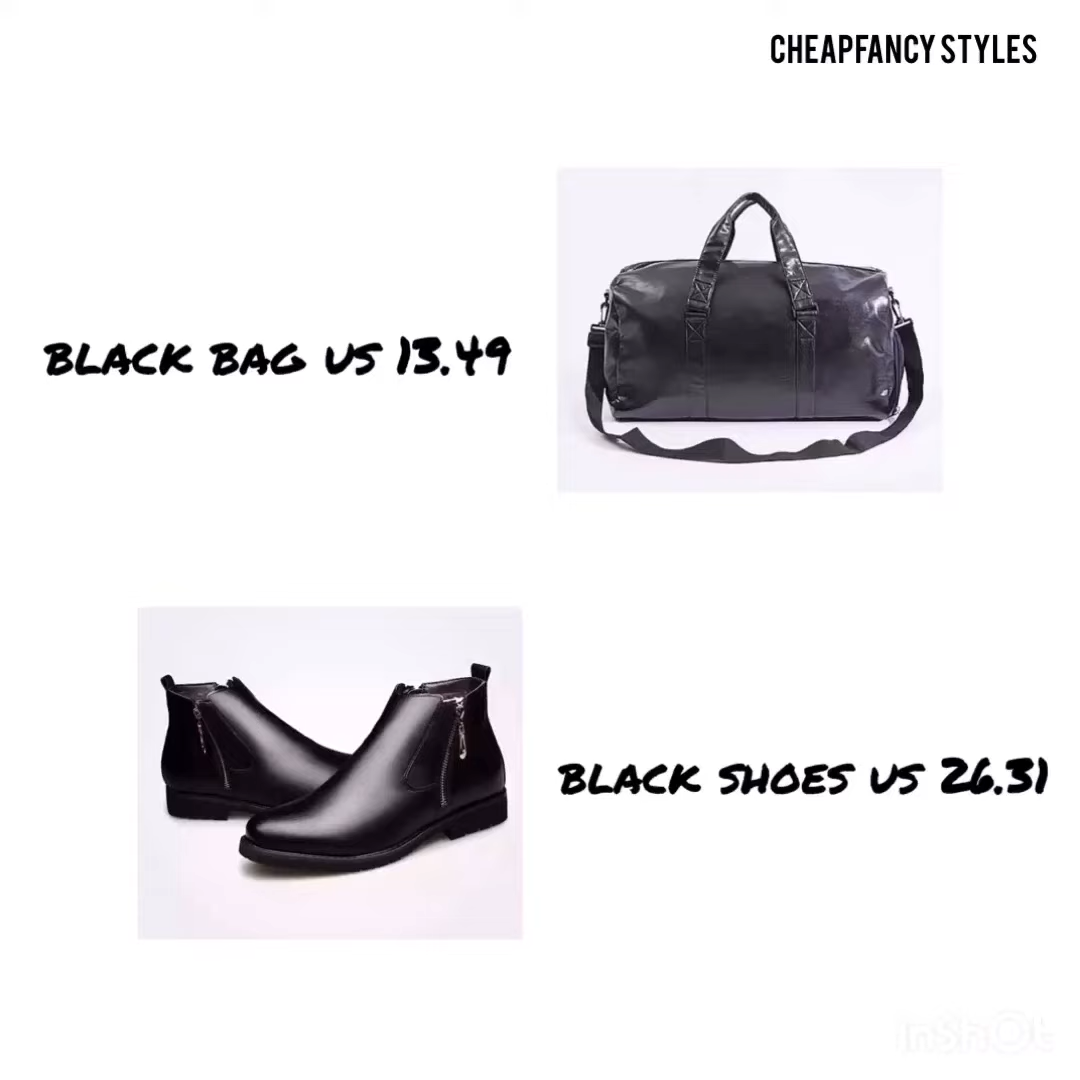 CHEAPFANCY STYLES
BLACK BAG US 13.49
BLACK SHOES US 26.31
InShOt